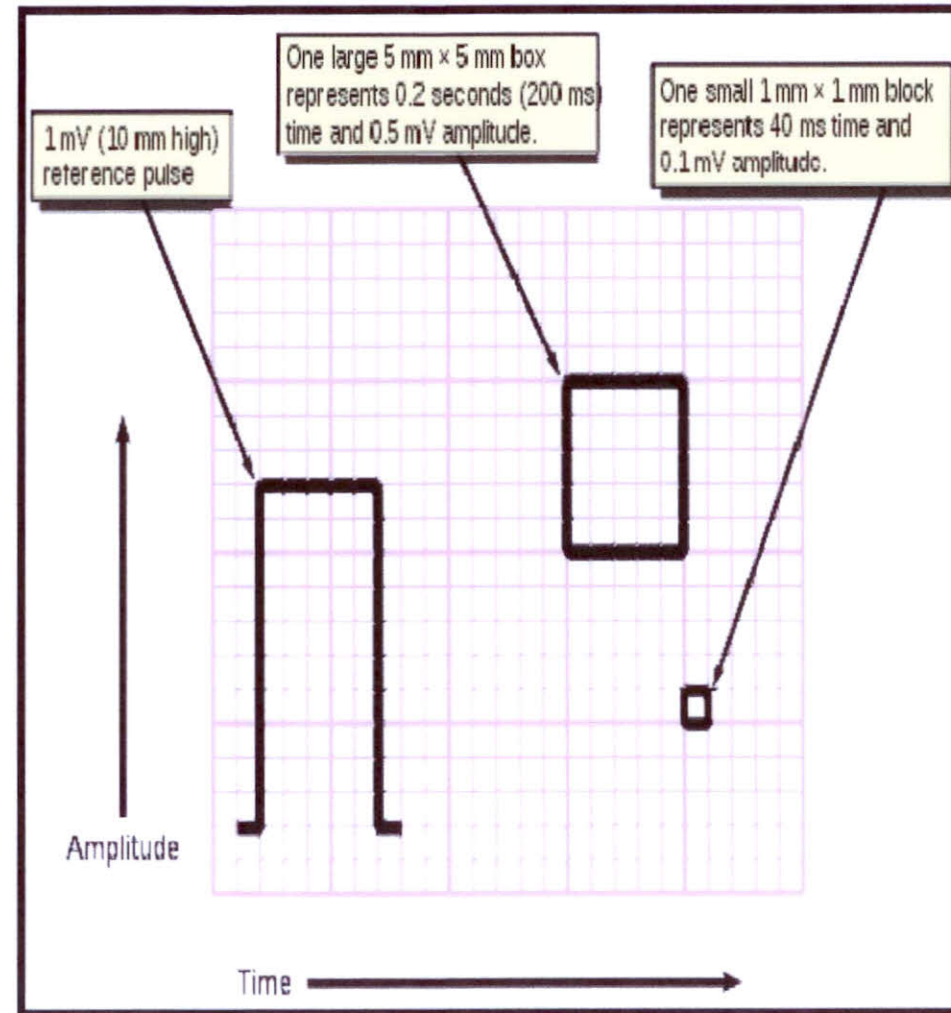 One large 5 mm × 5 mm box
represents 0.2 seconds (200 ms)
time and 0.5 mV amplitude.
One small 1 mm × 1 mm block
represents 40 ms time and
0.1 mV amplitude.
1 mV (10 mm high)
reference pulse
Amplitude
Time